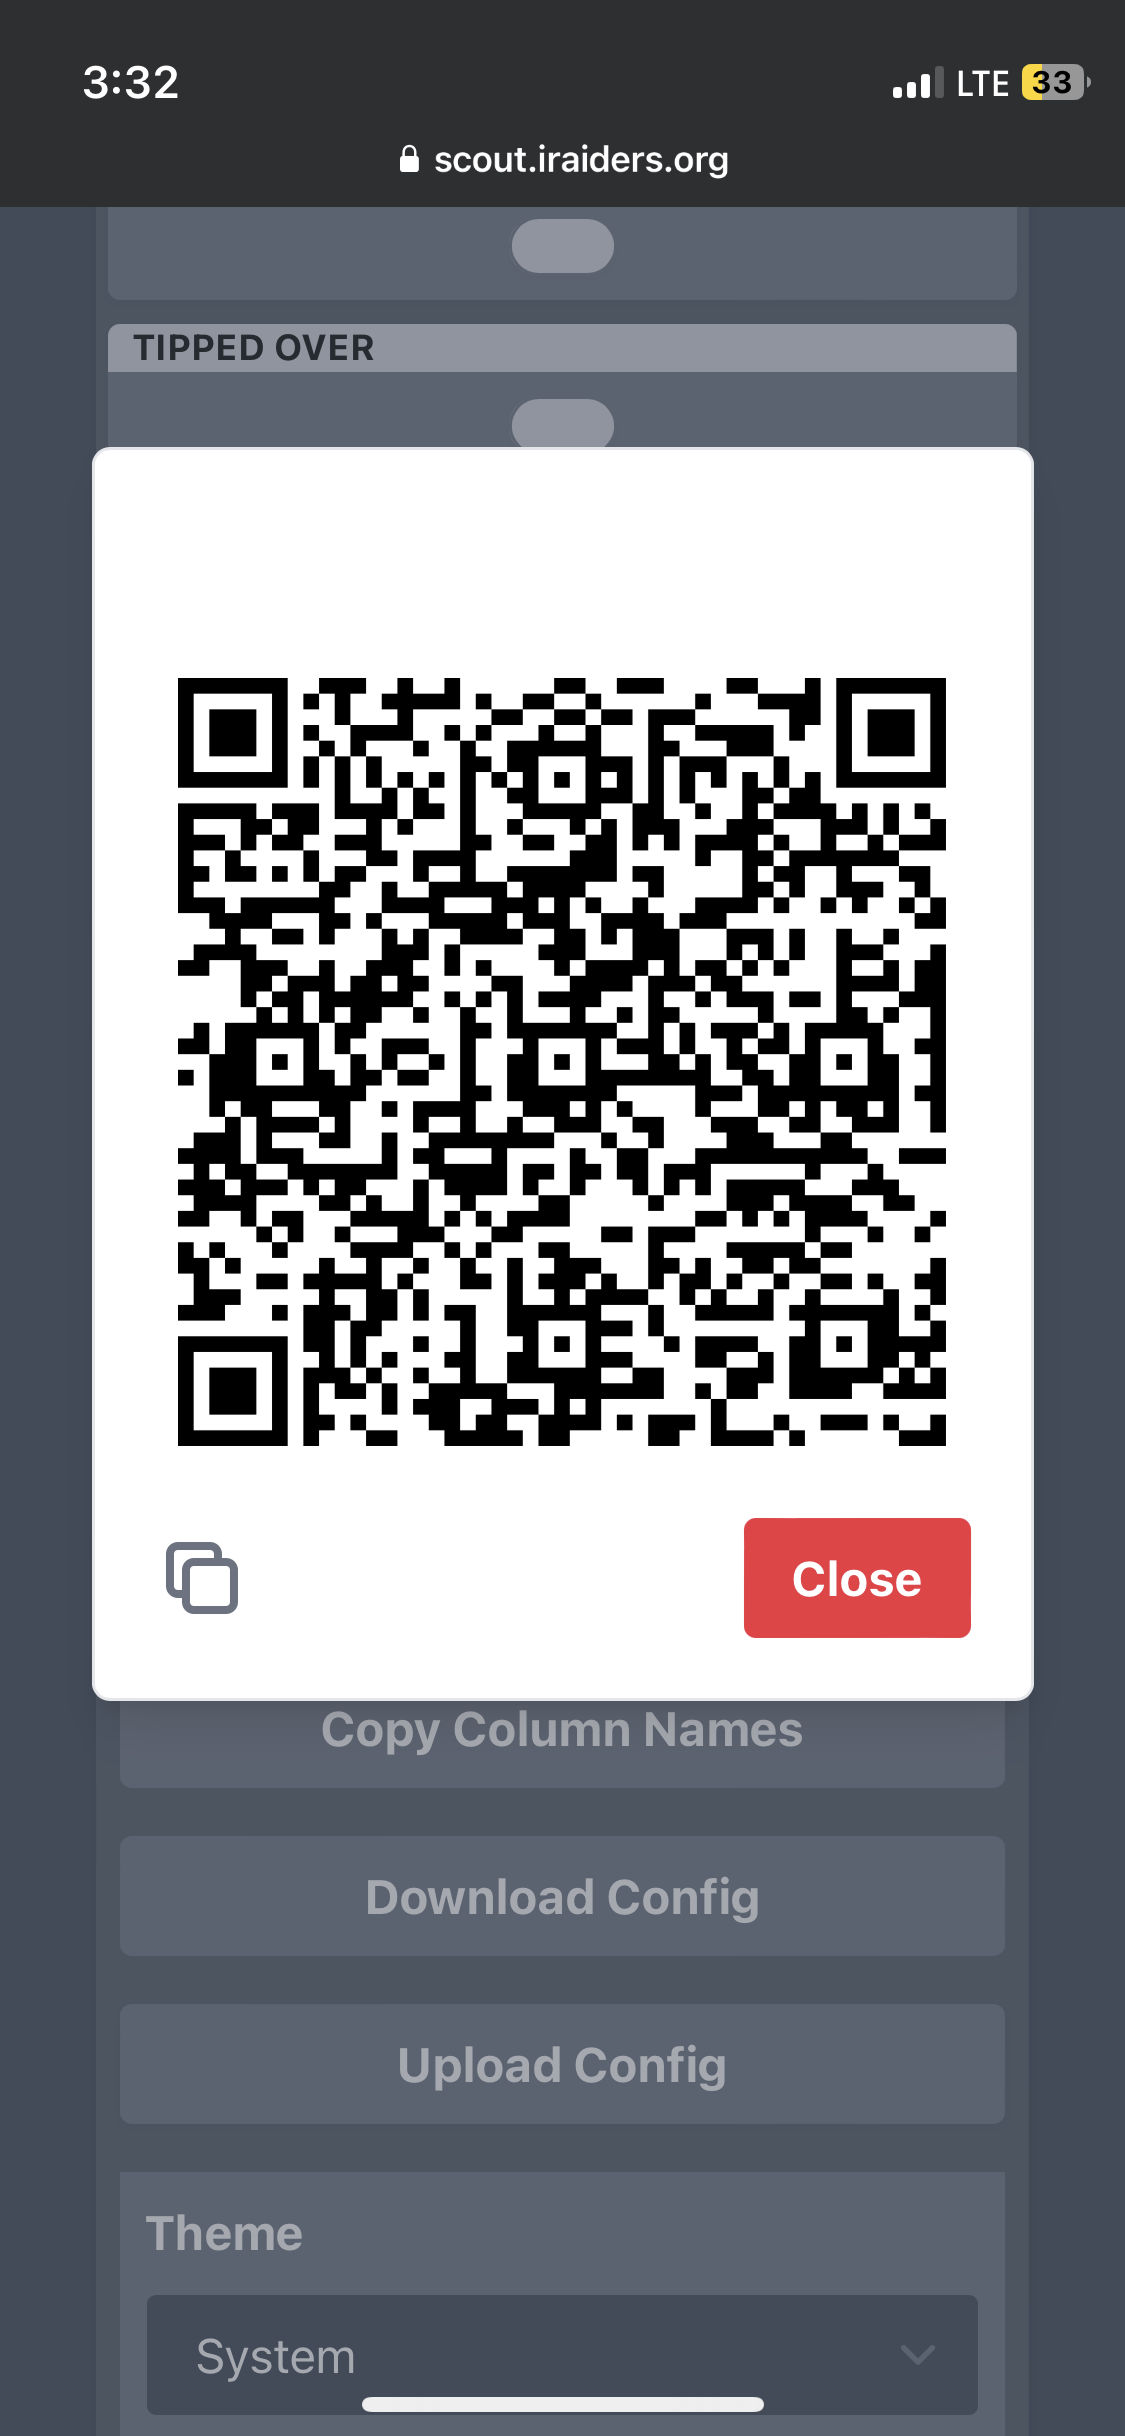 3:32
LTE
33
scout.iraiders.org
TIPPED OVER
Close
Copy Column Names
Download Config
Upload Config
Theme
System